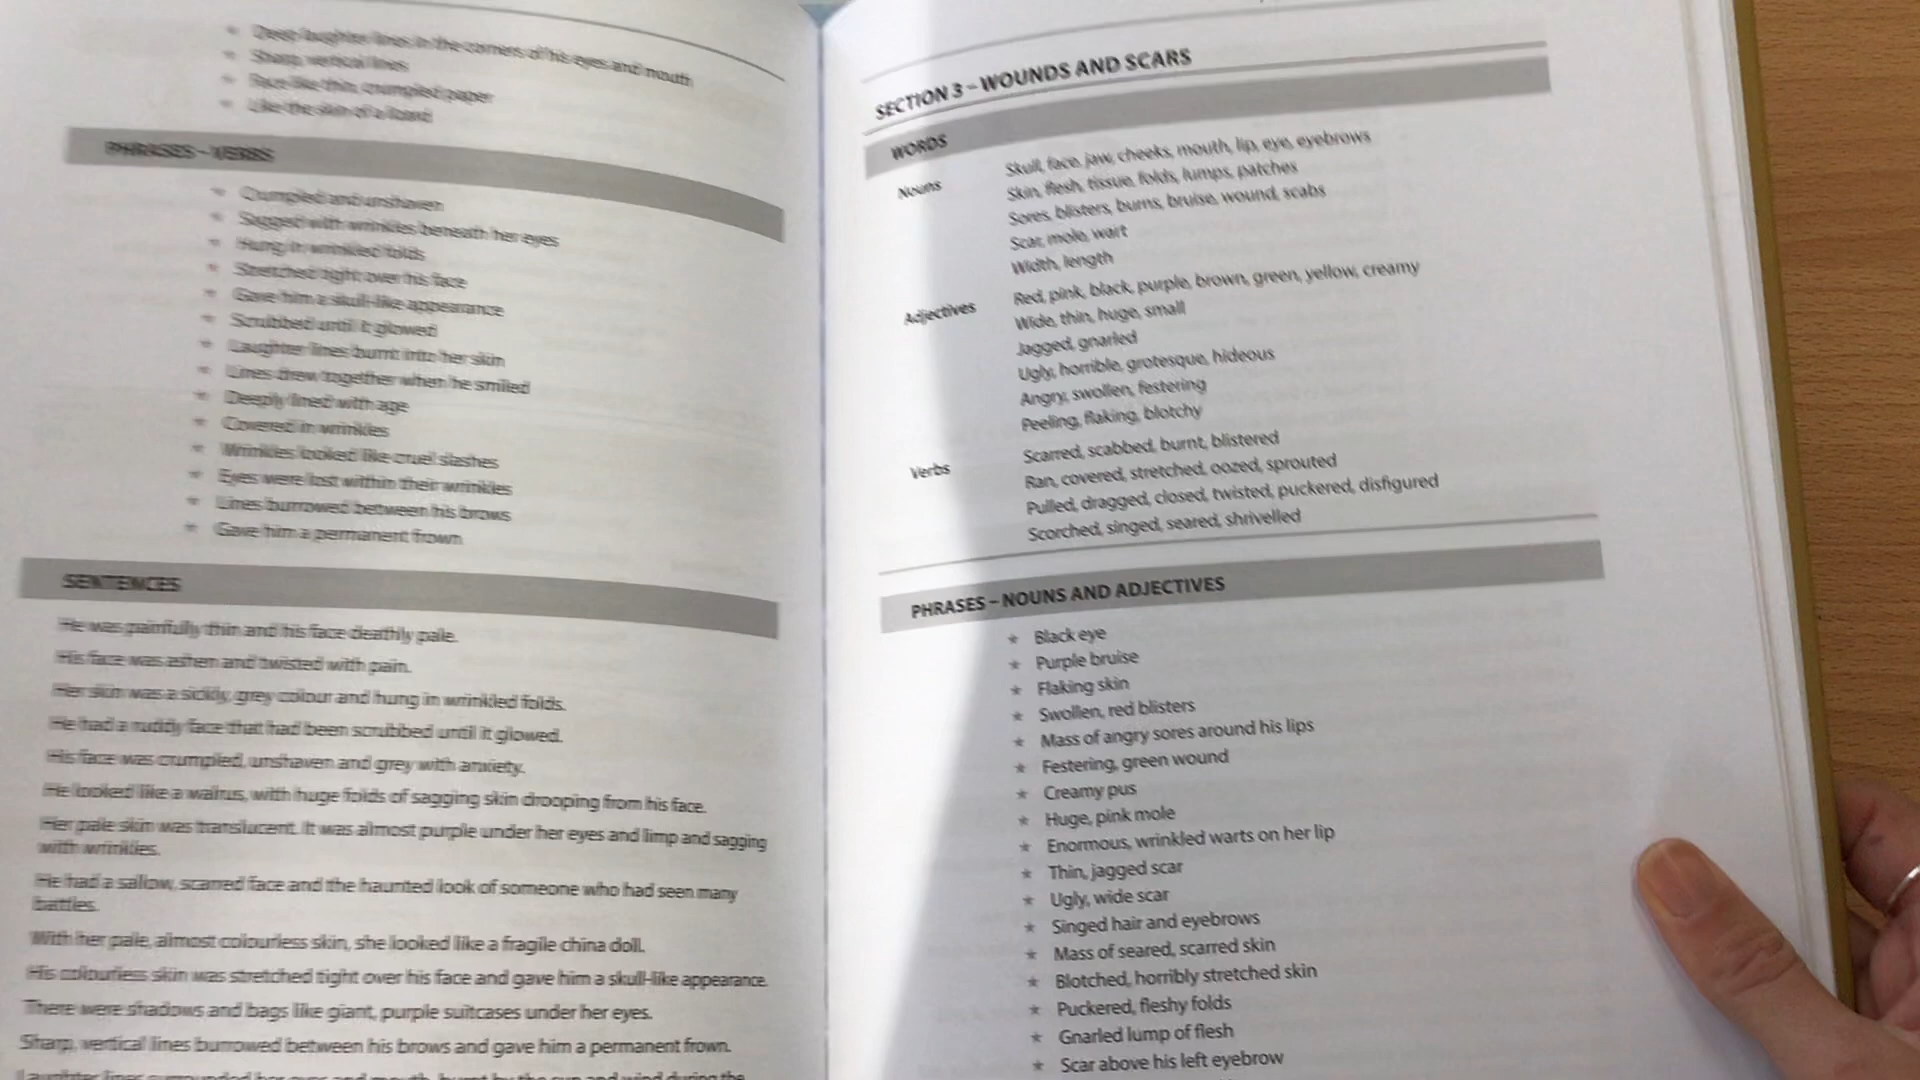 Deep laughter lines in the corners of his eyes and mouth
Sharp, vertical lines
Face like thin, crumpled paper
Like the skin of a lizard
PHRASES – VERBS
Crumpled and unshaven
Sagged with wrinkles beneath her eyes
Hung in wrinkled folds
Stretched tight over his face
Gave him a skull-like appearance
Scrubbed until it glowed
Laughter lines burnt into her skin
Lines drew together when he smiled
Deeply lined with age
Covered in wrinkles
Wrinkles looked like cruel slashes
Eyes were lost within their wrinkles
Lines burrowed between his brows
Gave him a permanent frown
SENTENCES
He was painfully thin and his face deathly pale.
His face was ashen and twisted with pain.
Her skin was a sickly, grey colour and hung in wrinkled folds.
He had a ruddy face that had been scrubbed until it glowed.
His face was crumpled, unshaven and grey with anxiety.
He looked like a walrus, with huge folds of sagging skin drooping from his face.
Her pale skin was translucent. It was almost purple under her eyes and limp and sagging
with wrinkles.
He had a sallow, scarred face and the haunted look of someone who had seen many
battles.
With her pale, almost colourless skin, she looked like a fragile china doll.
His colourless skin was stretched tight over his face and gave him a skull-like appearance.
There were shadows and bags like giant, purple suitcases under her eyes.
Sharp, vertical lines burrowed between his brows and gave him a permanent frown.
Laughter lines surrounded her eyes and mouth, burnt by the sun and wind during the
SECTION 3 – WOUNDS AND SCARS
WORDS
Nouns
Skull, face, jaw, cheeks, mouth, lip, eye, eyebrows
Skin, flesh, tissue, folds, lumps, patches
Sores, blisters, burns, bruise, wound, scabs
Scar, mole, wart
Width, length
Adjectives
Red, pink, black, purple, brown, green, yellow, creamy
Wide, thin, huge, small
Jagged, gnarled
Ugly, horrible, grotesque, hideous
Angry, swollen, festering
Peeling, flaking, blotchy
Verbs
Scarred, scabbed, burnt, blistered
Ran, covered, stretched, oozed, sprouted
Pulled, dragged, closed, twisted, puckered, disfigured
Scorched, singed, seared, shrivelled
PHRASES – NOUNS AND ADJECTIVES
Black eye
Purple bruise
Flaking skin
Swollen, red blisters
Mass of angry sores around his lips
Festering, green wound
Creamy pus
Huge, pink mole
Enormous, wrinkled warts on her lip
Thin, jagged scar
Ugly, wide scar
Singed hair and eyebrows
Mass of seared, scarred skin
Blotched, horribly stretched skin
Puckered, fleshy folds
Gnarled lump of flesh
Scar above his left eyebrow